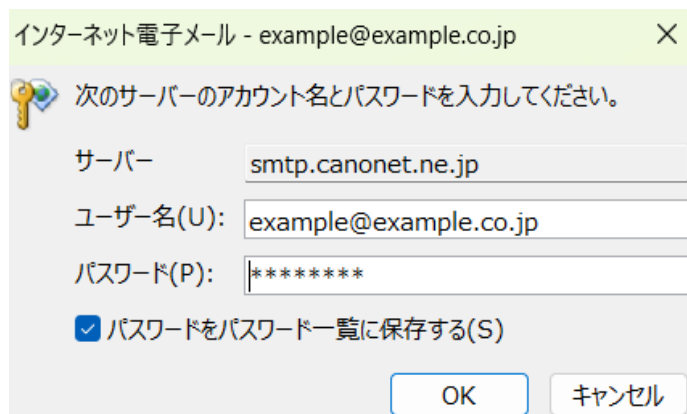 インターネット電子メール - example@example.co.jp
次のサーバーのアカウント名とパスワードを入力してください。
サーバー smtp.canonet.ne.jp
ユーザー名(U): example@example.co.jp
パスワード(P): ********
パスワードをパスワード一覧に保存する(S)
OK キャンセル